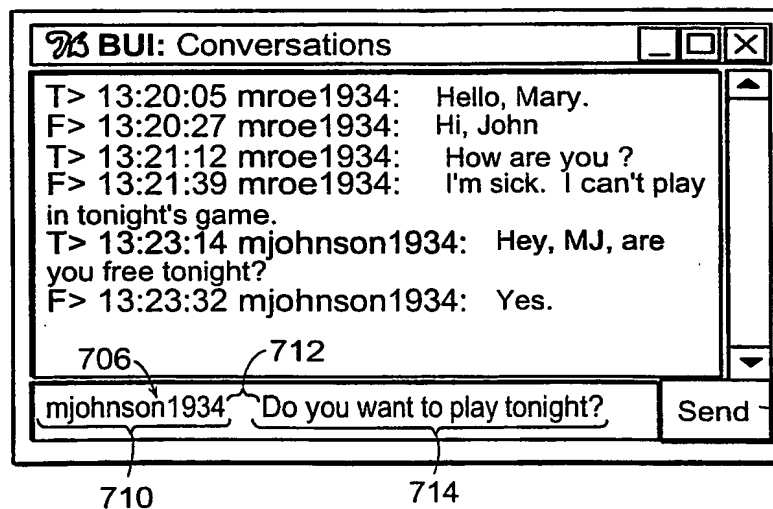 BUI: Conversations
T> 13:20:05 mroe1934: Hello, Mary.
F> 13:20:27 mroe1934: Hi, John
T> 13:21:12 mroe1934: How are you ?
F> 13:21:39 mroe1934: I'm sick. I can't play
in tonight's game.
T> 13:23:14 mjohnson1934: Hey, MJ, are
you free tonight?
F> 13:23:32 mjohnson1934: Yes.
706 712
mjohnson1934 Do you want to play tonight? Send
710 714